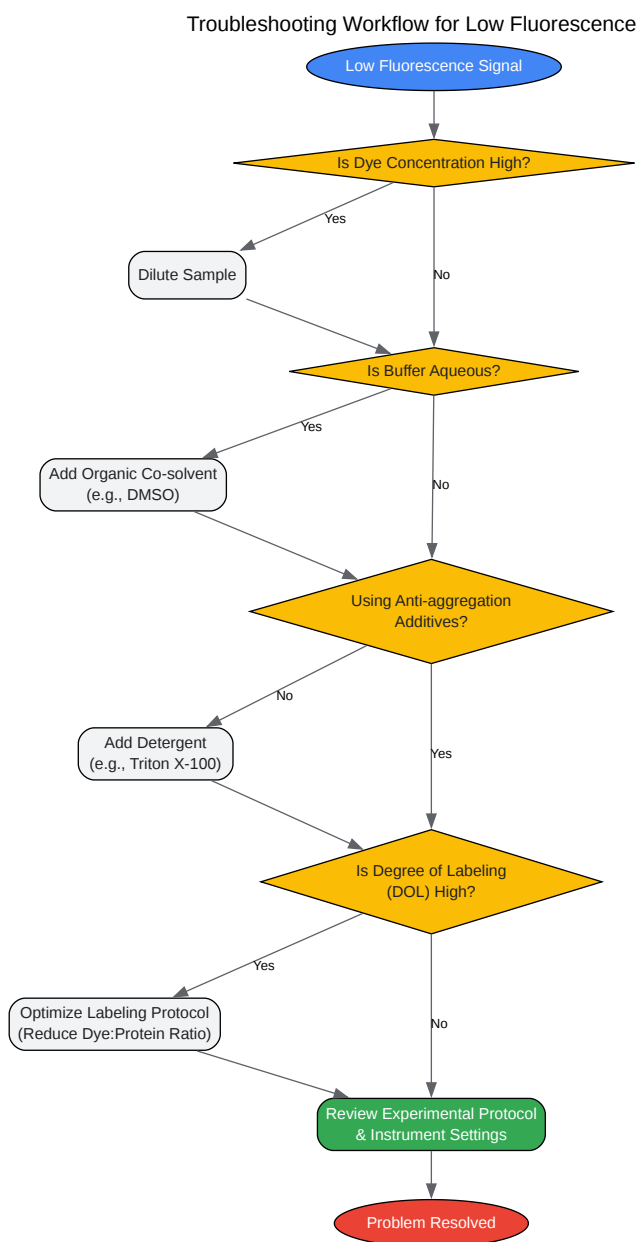 Troubleshooting Workflow for Low Fluorescence
Low Fluorescence Signal
Is Dye Concentration High?
Yes
Dilute Sample
No
Is Buffer Aqueous?
Yes
Add Organic Co-solvent
(e.g., DMSO)
No
Using Anti-aggregation
Additives?
No
Add Detergent
(e.g., Triton X-100)
Yes
Is Degree of Labeling
(DOL) High?
Yes
Optimize Labeling Protocol
(Reduce Dye:Protein Ratio)
No
Review Experimental Protocol
& Instrument Settings
Problem Resolved